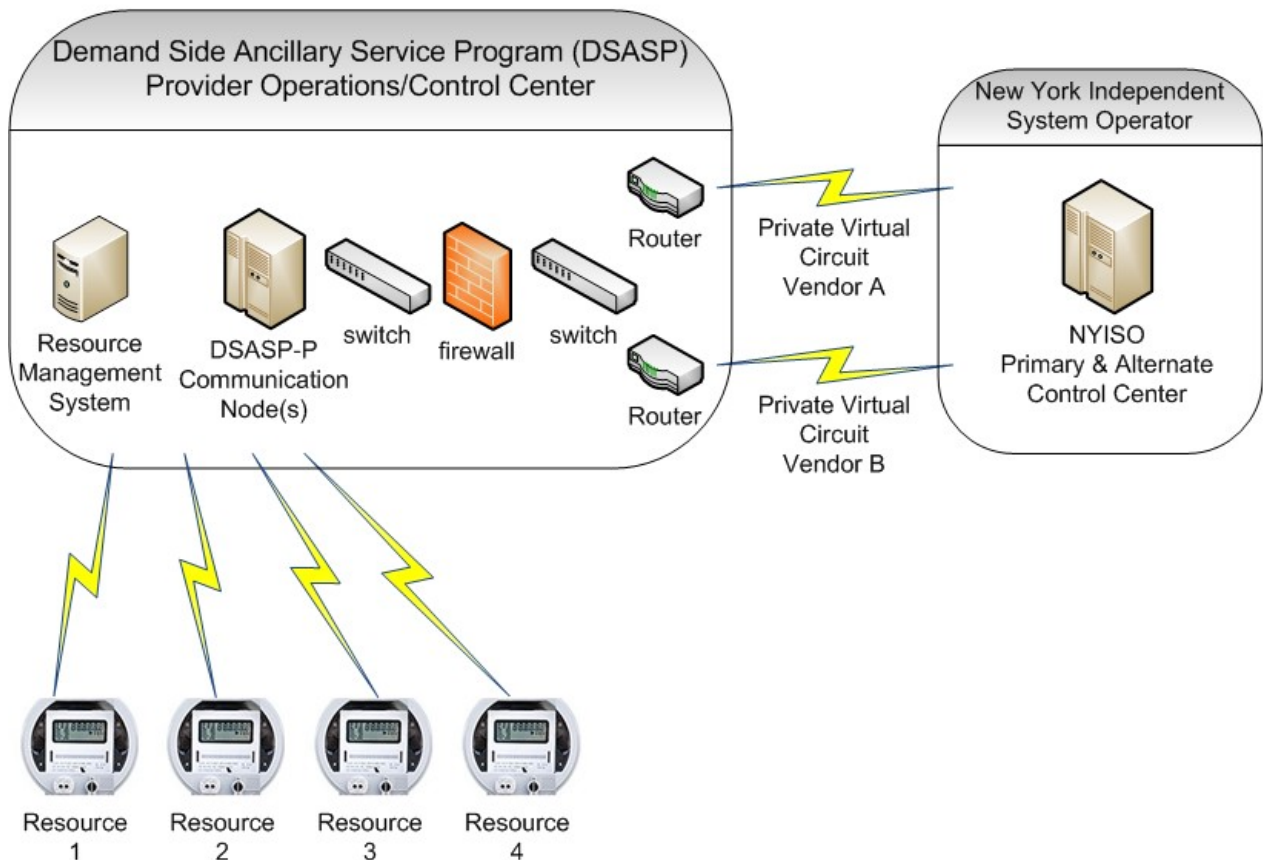 Demand Side Ancillary Service Program (DSASP)
Provider Operations/Control Center
New York Independent
System Operator
Router
Private Virtual
Circuit
Vendor A
Resource
Management
System
DSASP-P
Communication
Node(s)
switch
firewall
switch
Router
Private Virtual
Circuit
Vendor B
NYISO
Primary & Alternate
Control Center
Resource
1
Resource
2
Resource
3
Resource
4